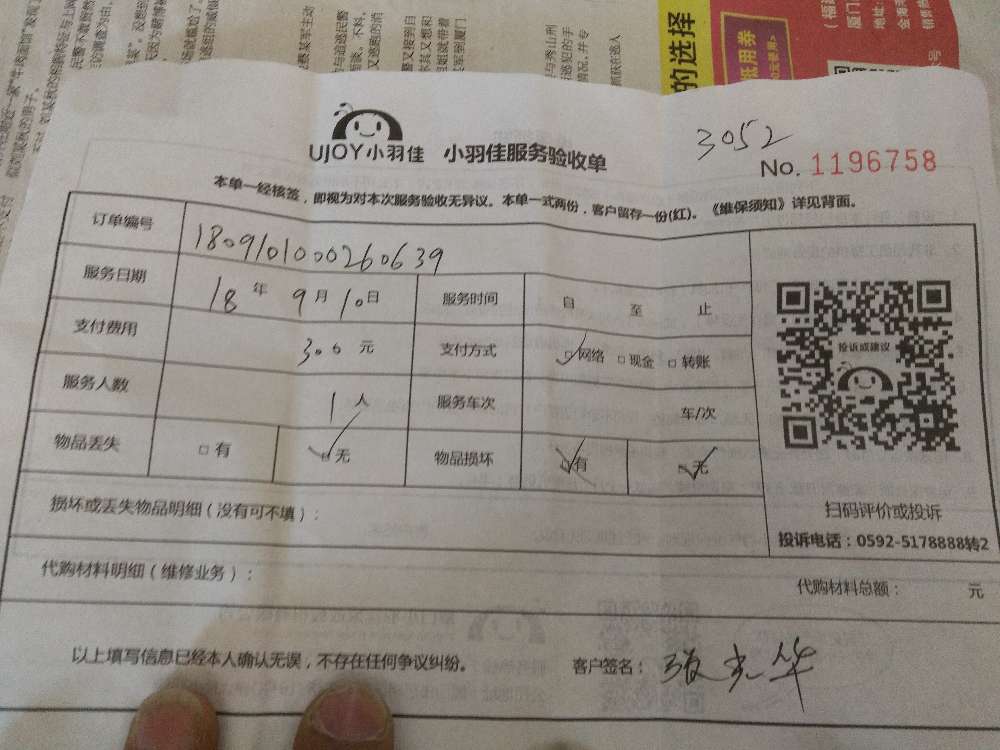 的选择
抵用券
3052
UJOY小羽佳 小羽佳服务验收单
No. 1196758
本单一经核签，即视为对本次服务验收无异议。本单一式两份，客户留存一份(红)。《维保须知》详见背面。
订单编号 180910100026063​9
服务日期 18 年 9 月 10 日 服务时间 自 至 止
支付费用 300 元 支付方式 ☑网络 □现金 □转账
服务人数 1 人 服务车次 车/次
物品丢失 □有 ☑无 物品损坏 ☑有 ☑无
投诉或建议
扫码评价或投诉
投诉电话：0592-5178888转2
损坏或丢失物品明细（没有可不填）：
代购材料明细（维修业务）： 代购材料总额： 元
以上填写信息已经本人确认无误，不存在任何争议纠纷。 客户签名：张光华